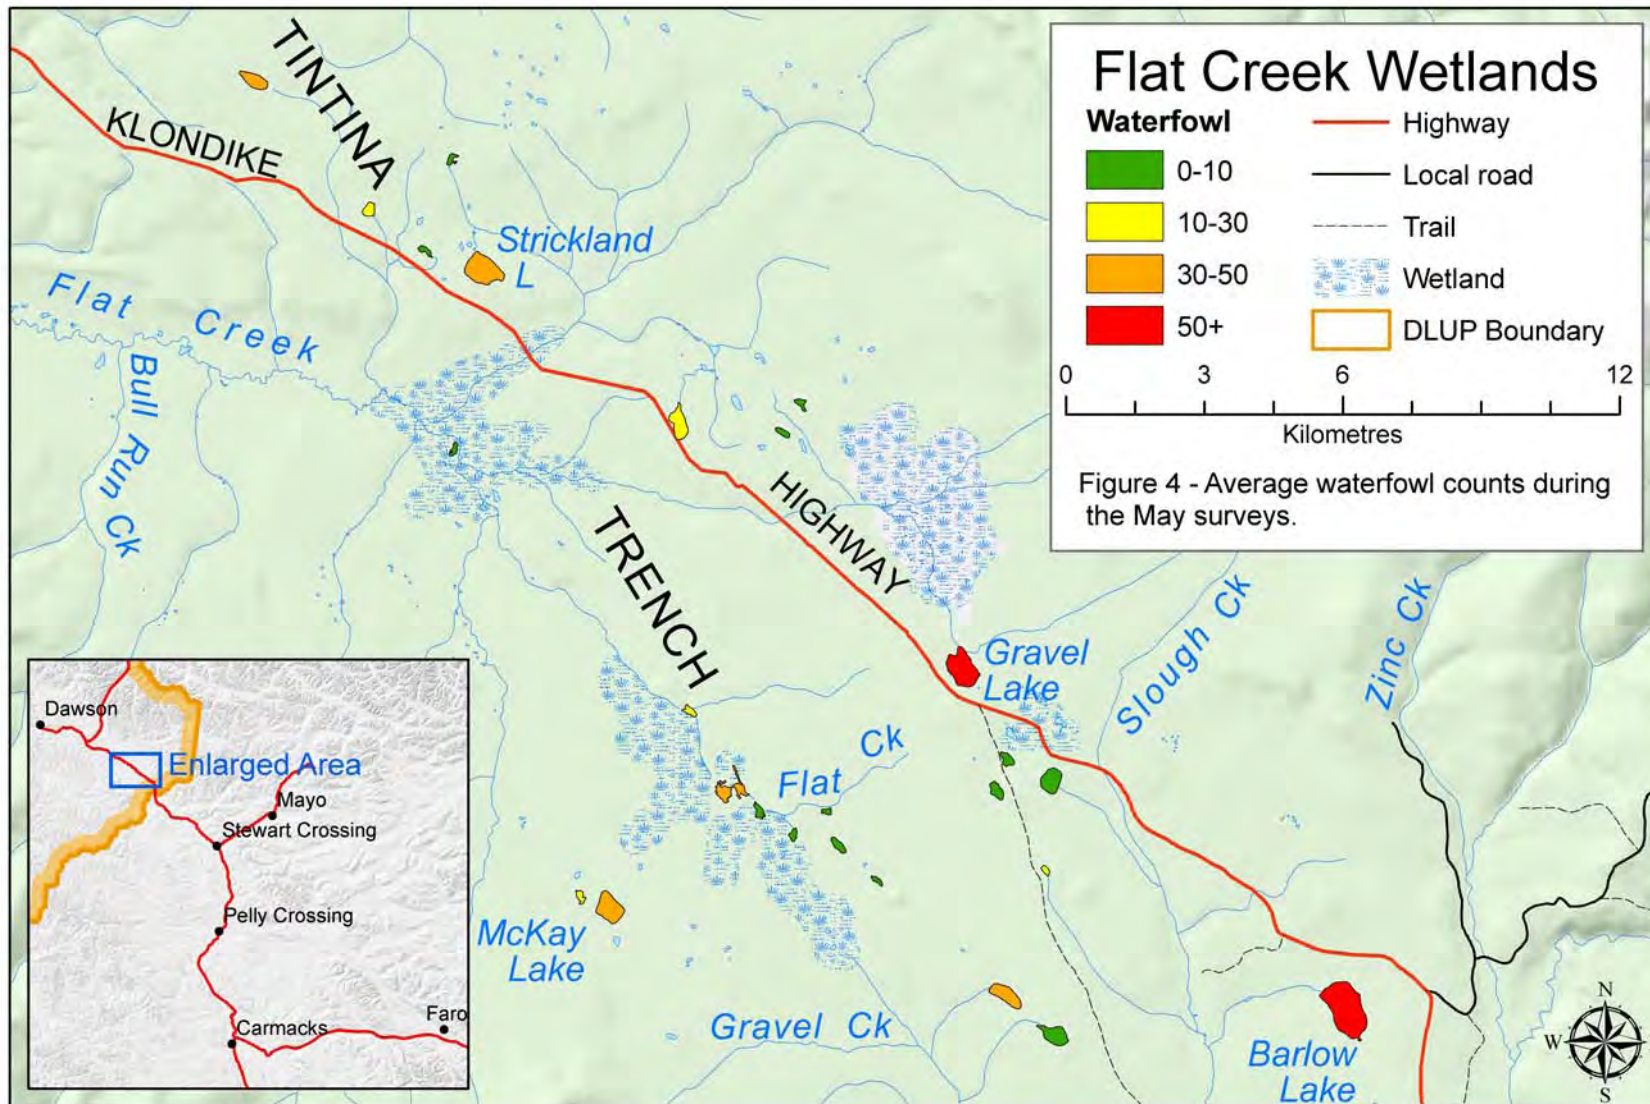 Flat Creek Wetlands
Waterfowl
0-10
10-30
30-50
50+
Highway
Local road
Trail
Wetland
DLUP Boundary
0 3 6 12
Kilometres
Figure 4 - Average waterfowl counts during
the May surveys.
TINTINA
KLONDIKE
Strickland
L
Flat Creek
Bull Run Ck
HIGHWAY
TRENCH
Gravel
Lake
Slough Ck
Zinc Ck
Flat Ck
McKay
Lake
Gravel Ck
Barlow
Lake
N
W E
S
Dawson
Enlarged Area
Mayo
Stewart Crossing
Pelly Crossing
Faro
Carmacks